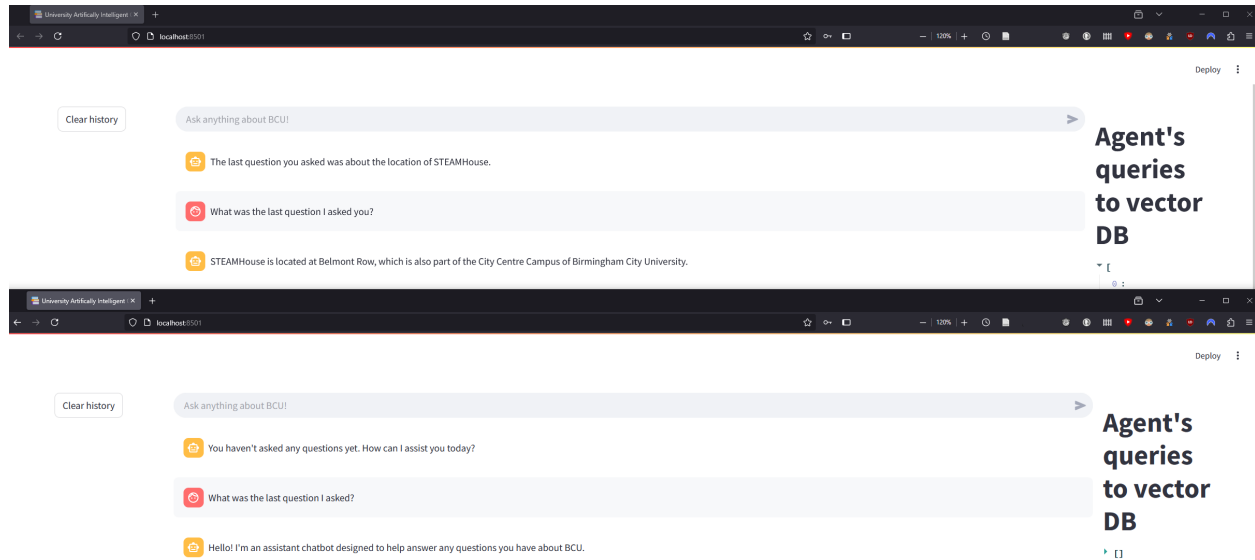 University Artifically Intelligent
localhost:8501
120%
Deploy
Clear history
Ask anything about BCU!
The last question you asked was about the location of STEAMHouse.
What was the last question I asked you?
STEAMHouse is located at Belmont Row, which is also part of the City Centre Campus of Birmingham City University.
Agent's
queries
to vector
DB
[
0 :
University Artifically Intelligent
localhost:8501
120%
Deploy
Clear history
Ask anything about BCU!
You haven't asked any questions yet. How can I assist you today?
What was the last question I asked?
Hello! I'm an assistant chatbot designed to help answer any questions you have about BCU.
Agent's
queries
to vector
DB
[]